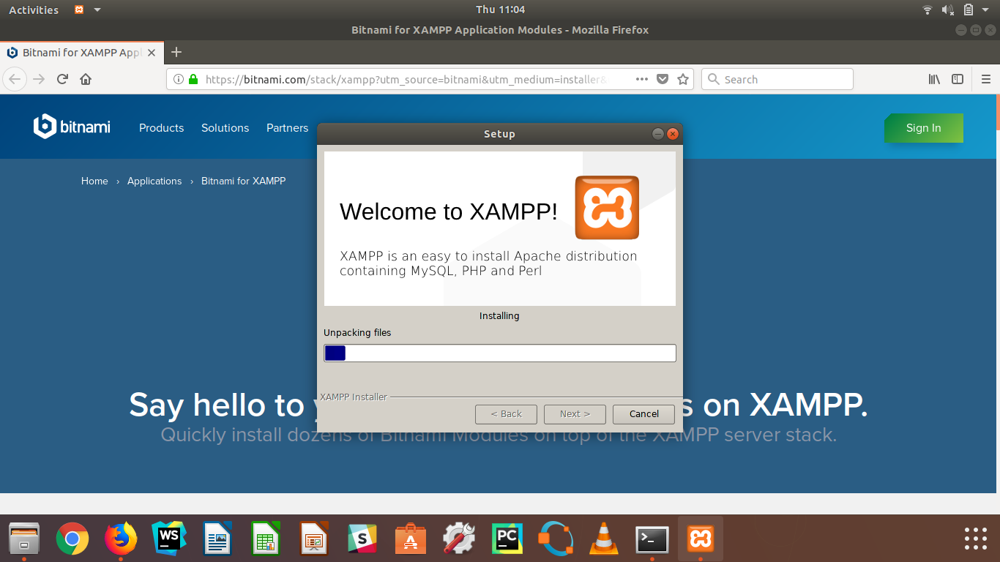 Activities
Thu 11:04
Bitnami for XAMPP Application Modules - Mozilla Firefox
Bitnami for XAMPP Appl
https://bitnami.com/stack/xampp?utm_source=bitnami&utm_medium=installer&
Search
bitnami
Products Solutions Partners
Sign In
Home › Applications › Bitnami for XAMPP
Setup
Welcome to XAMPP!
XAMPP is an easy to install Apache distribution
containing MySQL, PHP and Perl
Installing
Unpacking files
XAMPP Installer
< Back Next > Cancel
Say hello to on XAMPP.
Quickly install dozens of Bitnami Modules on top of the XAMPP server stack.
WS
S
A
PC
>_